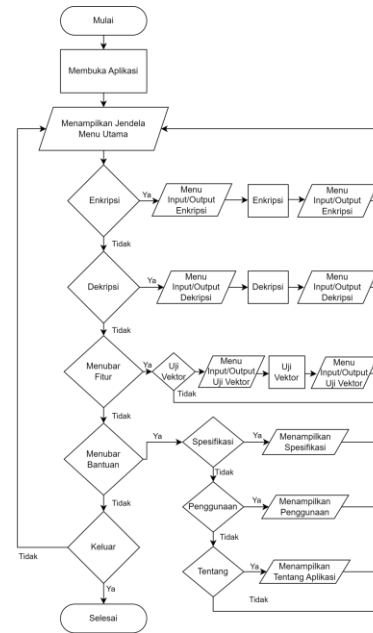 Mulai
Membuka Aplikasi
Menampilkan Jendela
Menu Utama
Enkripsi
Ya
Menu
Input/Output
Enkripsi
Enkripsi
Menu
Input/Output
Enkripsi
Tidak
Dekripsi
Ya
Menu
Input/Output
Dekripsi
Dekripsi
Menu
Input/Output
Dekripsi
Tidak
Menubar
Fitur
Ya
Uji
Vektor
Ya
Menu
Input/Output
Uji Vektor
Uji
Vektor
Menu
Input/Output
Uji Vektor
Tidak
Tidak
Menubar
Bantuan
Ya
Spesifikasi
Ya
Menampilkan
Spesifikasi
Tidak
Tidak
Penggunaan
Ya
Menampilkan
Penggunaan
Tidak
Keluar
Tidak
Ya
Tentang
Ya
Menampilkan
Tentang Aplikasi
Tidak
Selesai